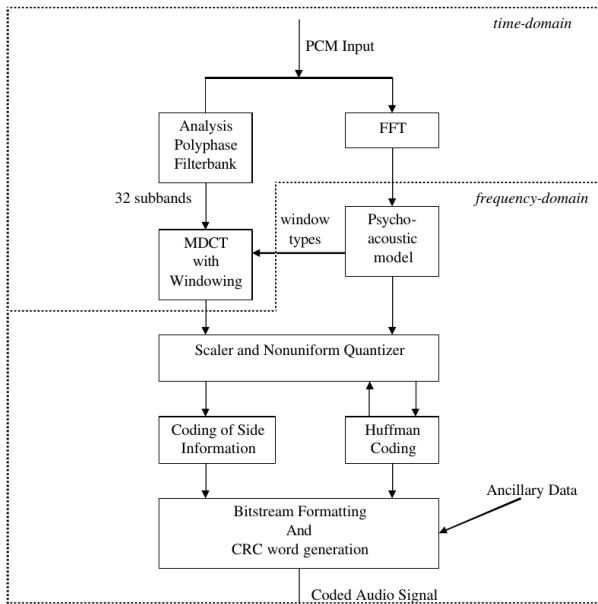 time-domain
PCM Input
Analysis
Polyphase
Filterbank
FFT
32 subbands
frequency-domain
window
types
Psycho-
acoustic
model
MDCT
with
Windowing
Scaler and Nonuniform Quantizer
Coding of Side
Information
Huffman
Coding
Ancillary Data
Bitstream Formatting
And
CRC word generation
Coded Audio Signal